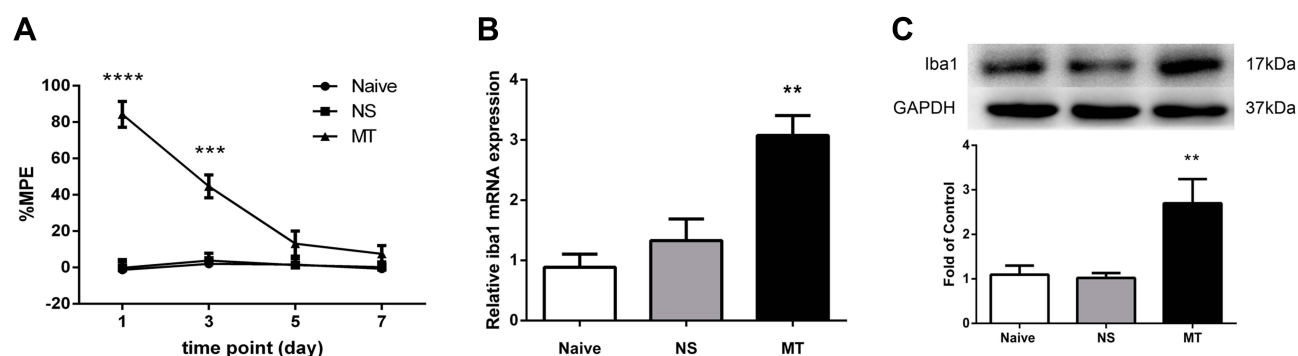 A
****
***
Naive
NS
MT
100
80
60
40
20
0
-20
%MPE
1 3 5 7
time point (day)
B
**
4
3
2
1
0
Relative iba1 mRNA expression
Naive NS MT
C
Iba1 17kDa
GAPDH 37kDa
**
4
3
2
1
0
Fold of Control
Naive NS MT